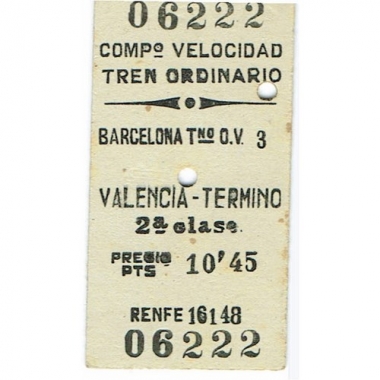 06222
COMPº VELOCIDAD
TREN ORDINARIO
BARCELONA Tᴺᴼ O.V. 3
VALENCIA-TERMINO
2ª clase.
PRECIO
PTS 10'45
RENFE 16148
06222